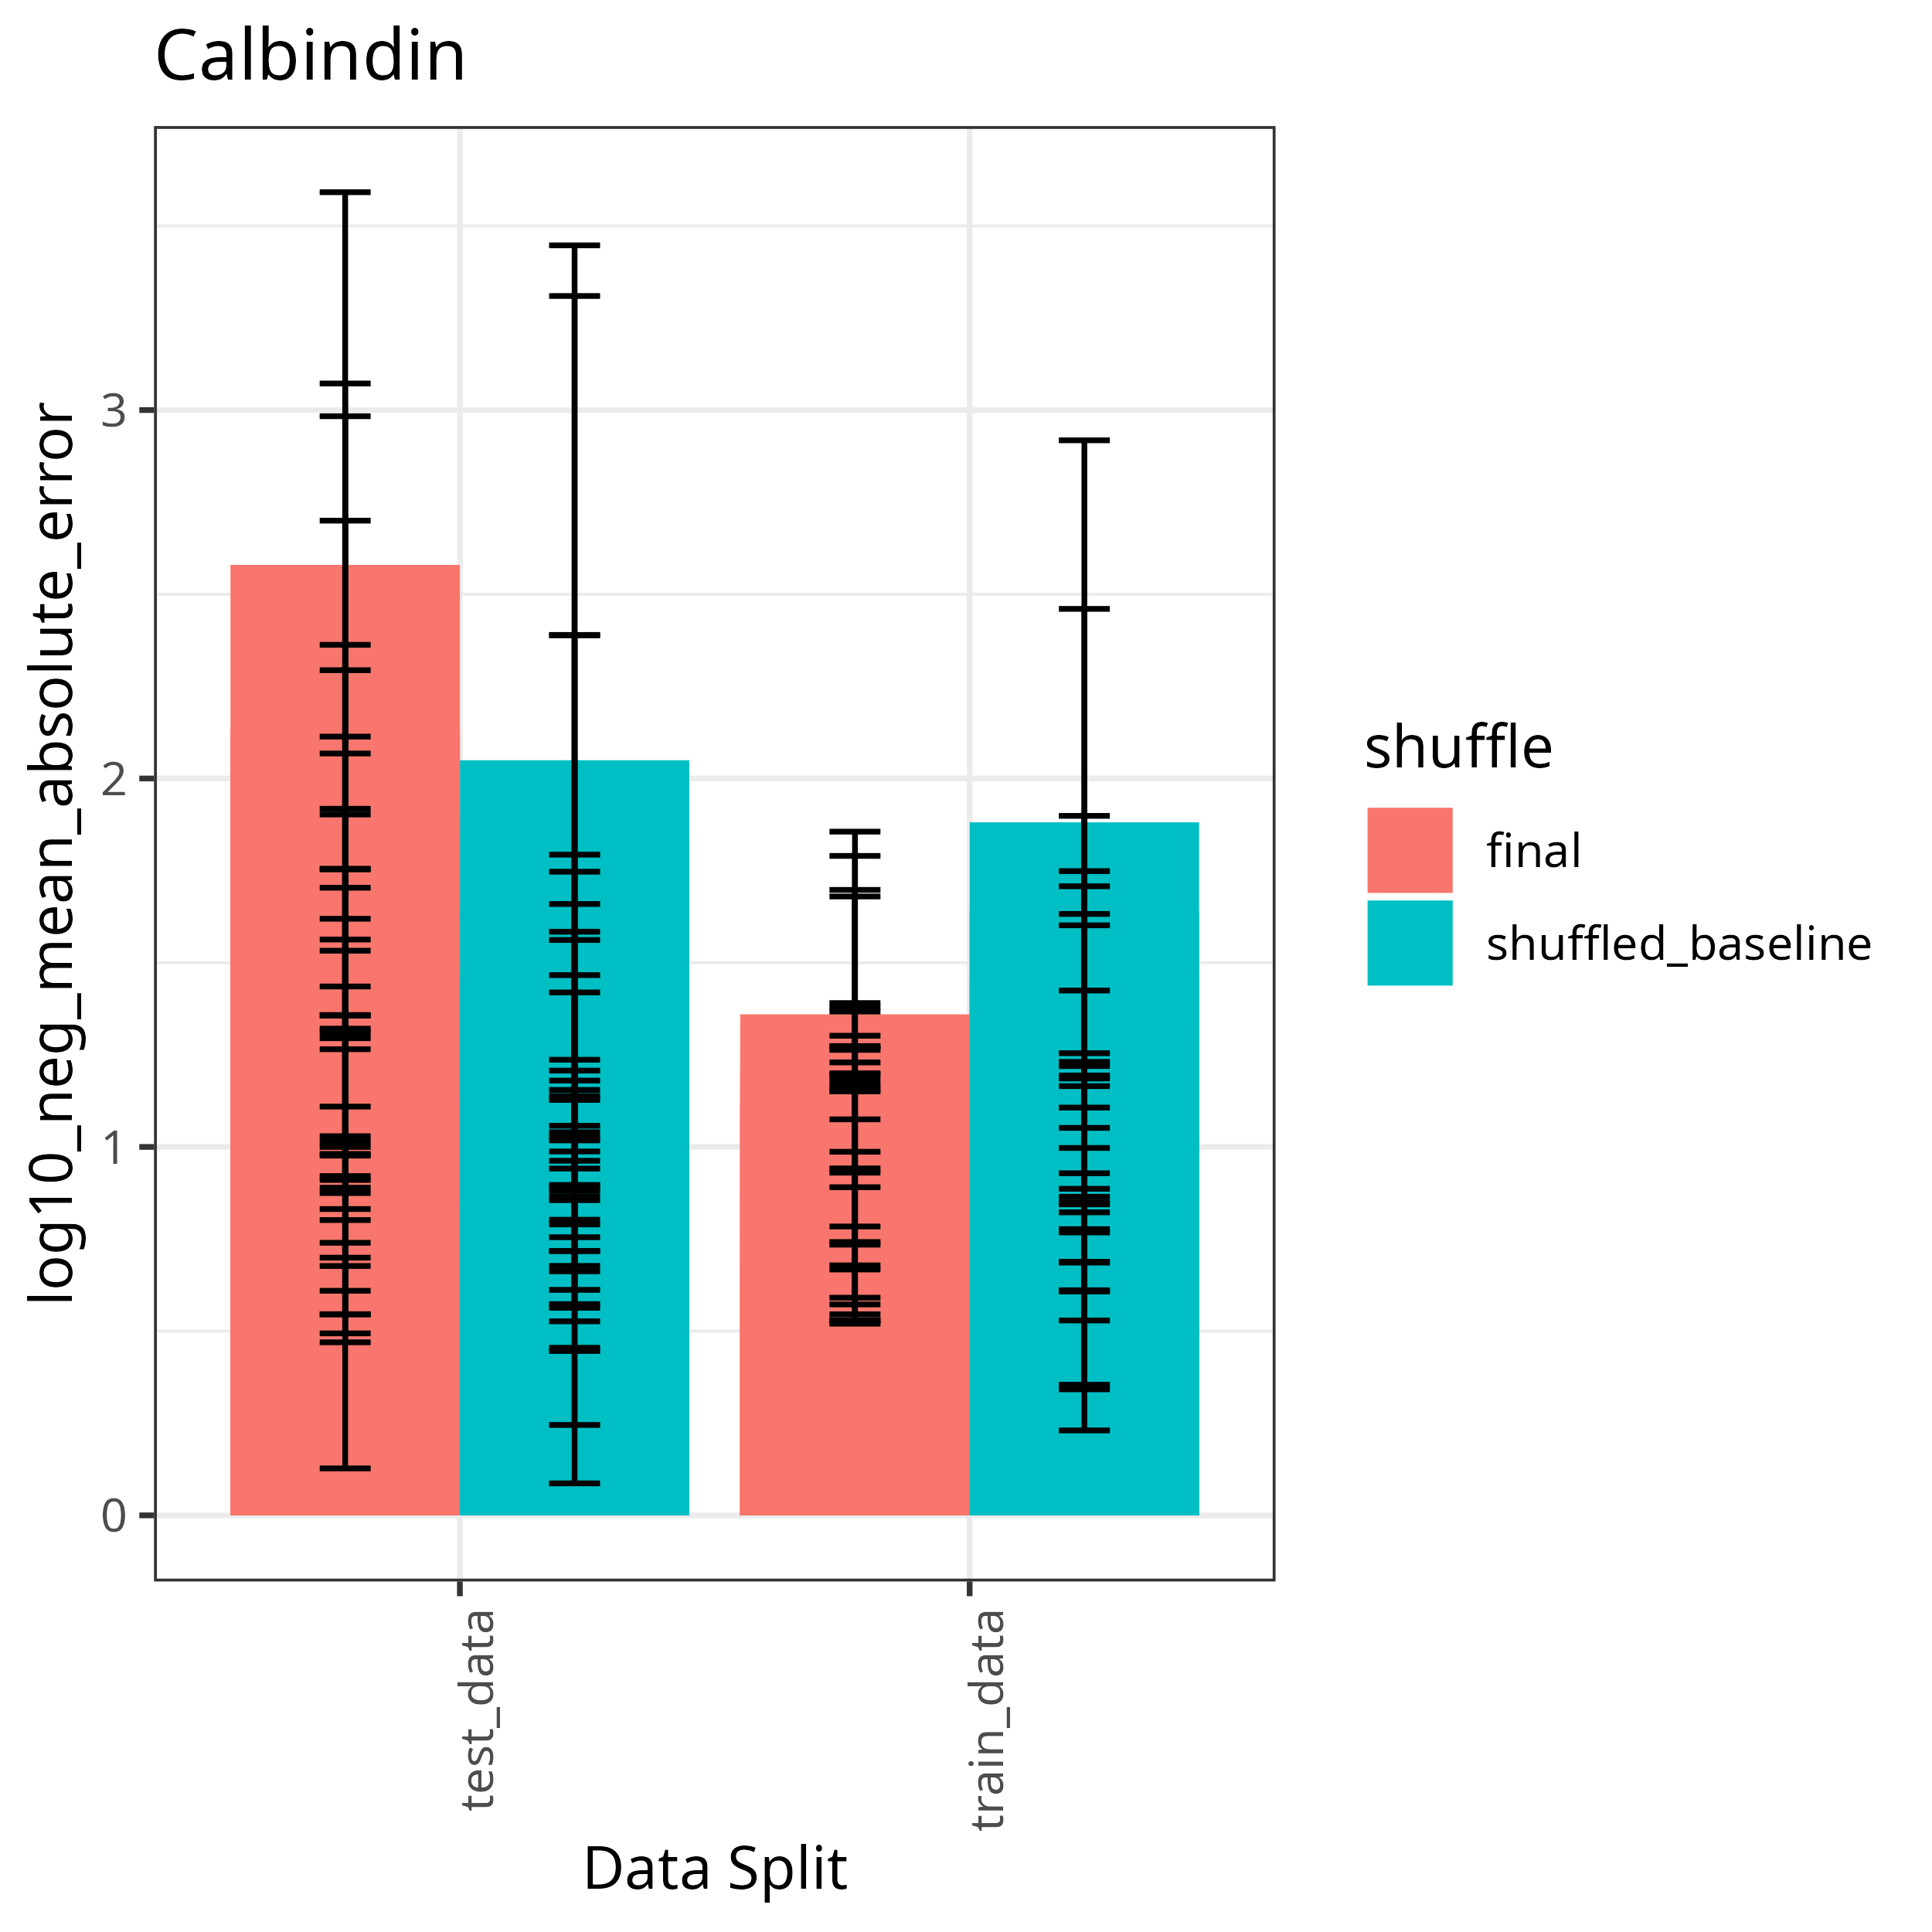 Calbindin
log10_neg_mean_absolute_error
3
2
1
0
test_data
train_data
Data Split
shuffle
final
shuffled_baseline